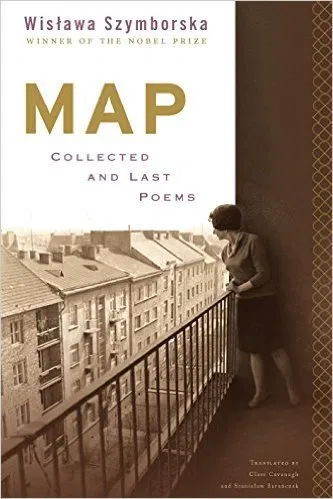 Wisława Szymborska
WINNER OF THE NOBEL PRIZE
MAP
COLLECTED
AND LAST
POEMS
TRANSLATED BY
Clare Cavanagh
and Stanisław Barańczak